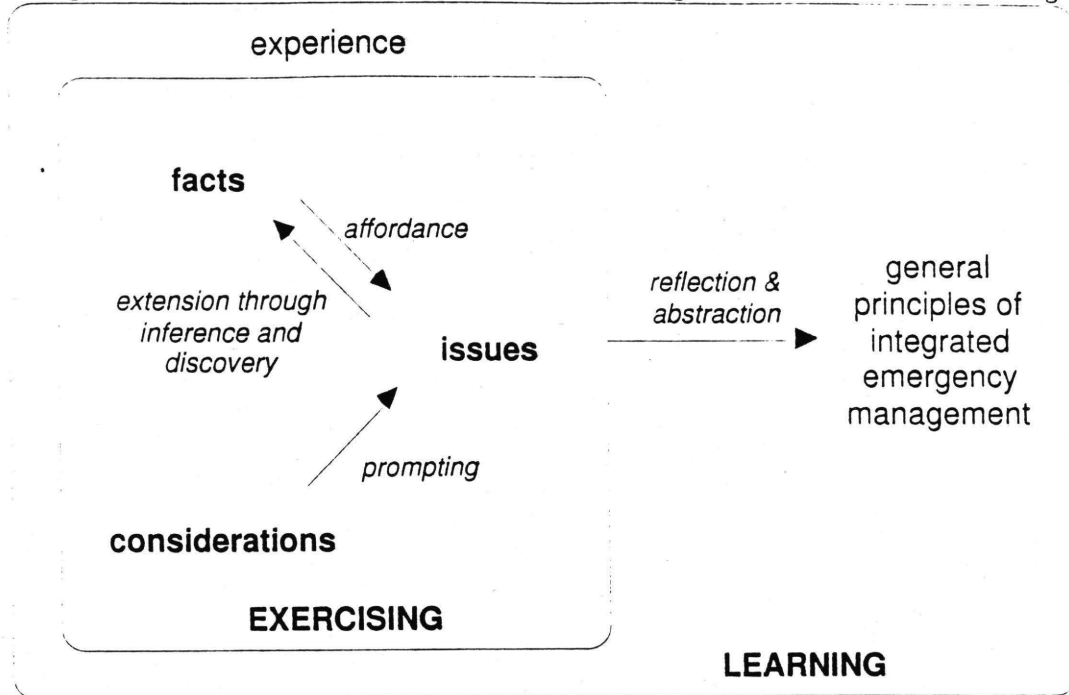 experience
facts
affordance
extension through
inference and
discovery
issues
prompting
considerations
EXERCISING
reflection &
abstraction
general
principles of
integrated
emergency
management
LEARNING